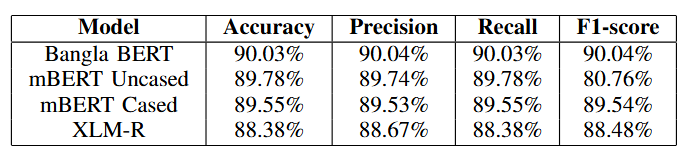 Model Accuracy Precision Recall F1-score
Bangla BERT 90.03% 90.04% 90.03% 90.04%
mBERT Uncased 89.78% 89.74% 89.78% 80.76%
mBERT Cased 89.55% 89.53% 89.55% 89.54%
XLM-R 88.38% 88.67% 88.38% 88.48%